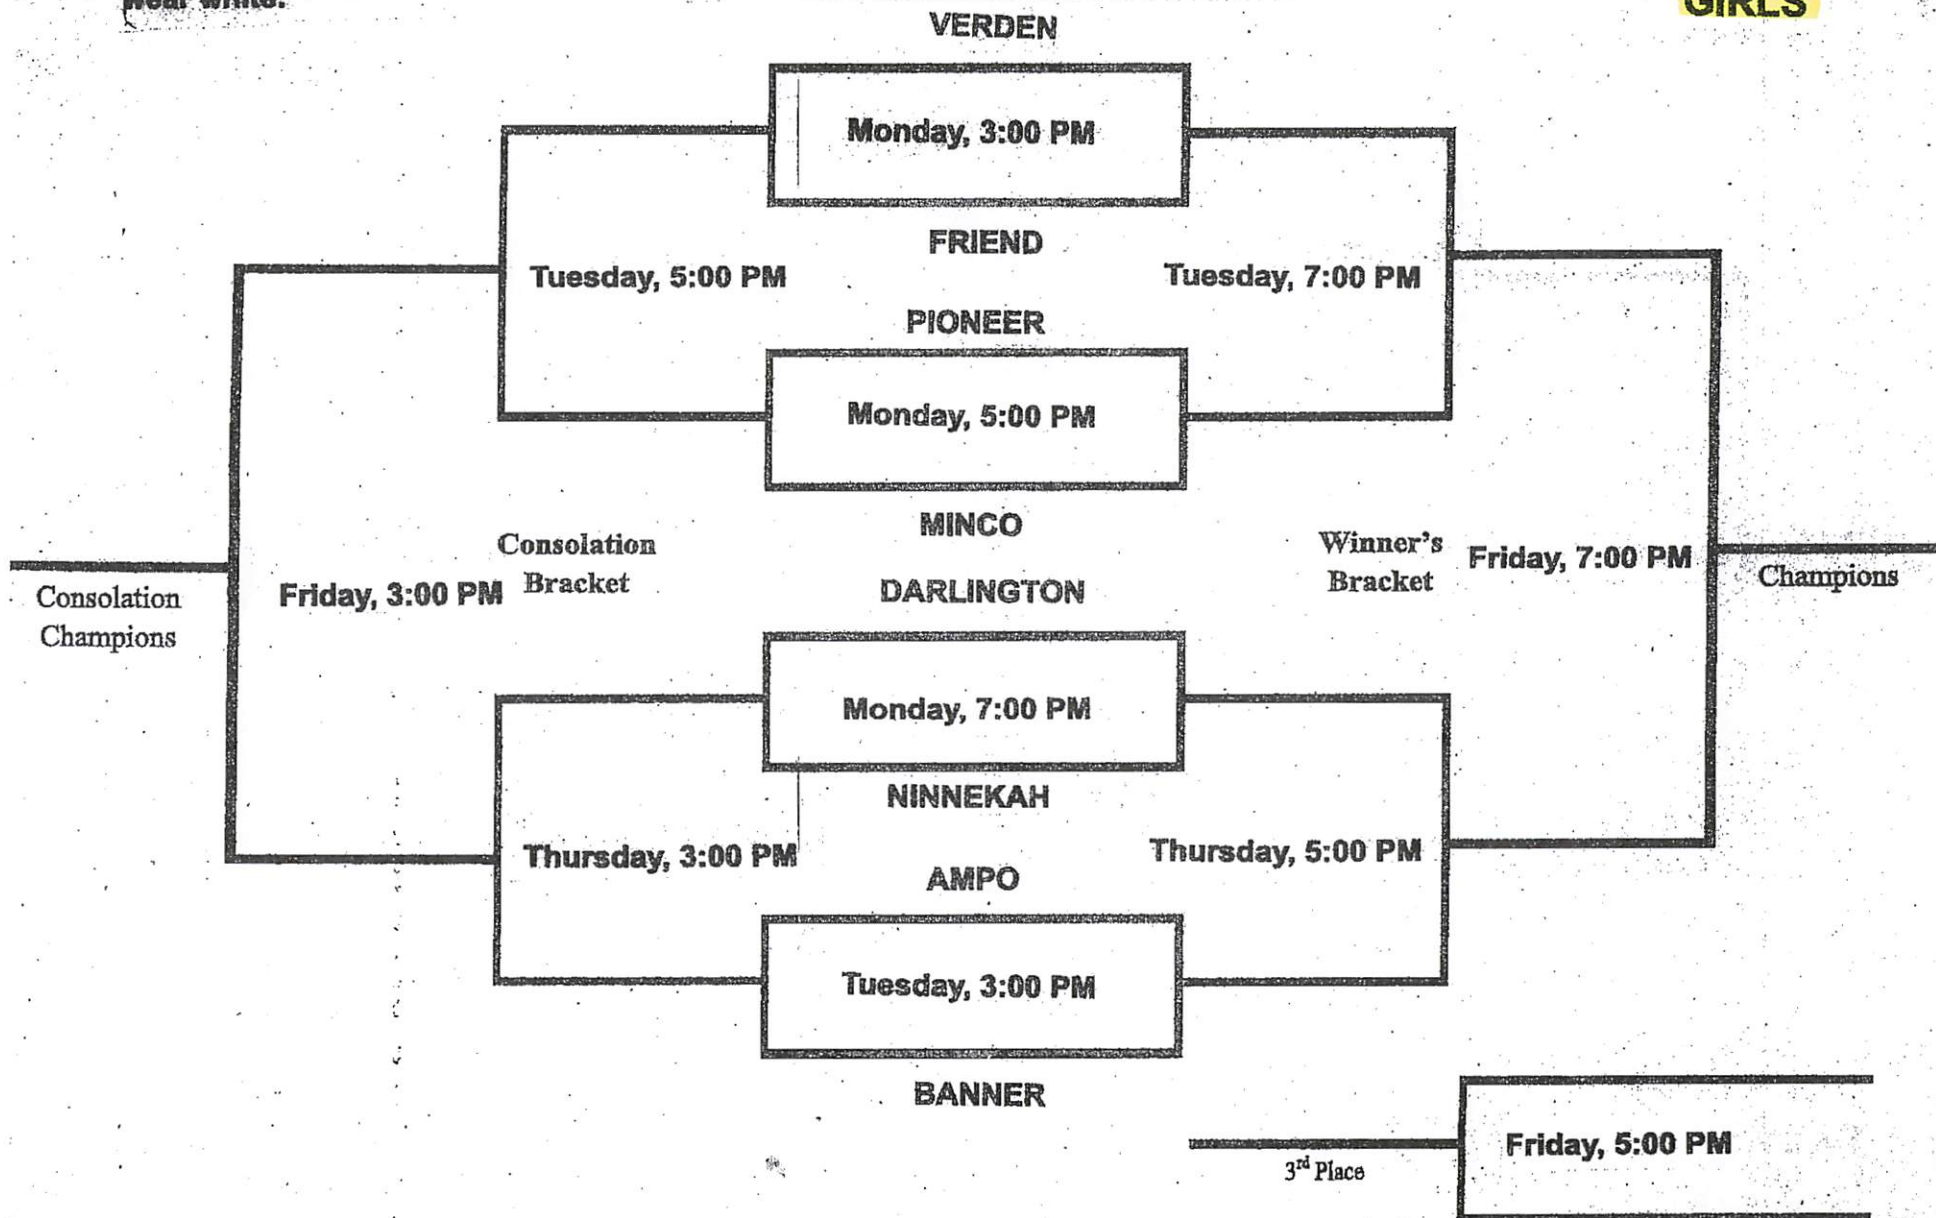 wear white.
GIRLS
VERDEN
Monday, 3:00 PM
FRIEND
Tuesday, 5:00 PM
Tuesday, 7:00 PM
PIONEER
Monday, 5:00 PM
MINCO
Consolation
Bracket
Winner's
Bracket
Friday, 7:00 PM
Champions
Friday, 3:00 PM
Consolation
Champions
DARLINGTON
Monday, 7:00 PM
NINNEKAH
Thursday, 3:00 PM
Thursday, 5:00 PM
AMPO
Tuesday, 3:00 PM
BANNER
Friday, 5:00 PM
3rd Place